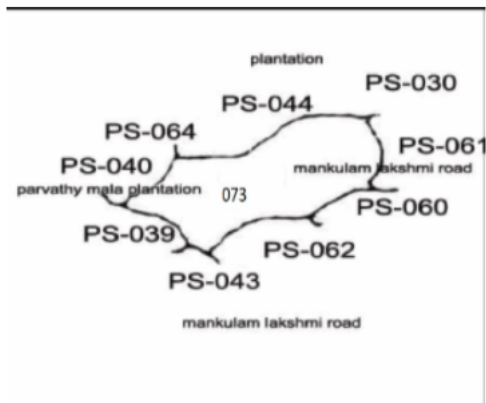 plantation
PS-030
PS-044
PS-064
PS-061
PS-040
mankulam lakshmi road
parvathy mala plantation
073
PS-060
PS-039
PS-062
PS-043
mankulam lakshmi road